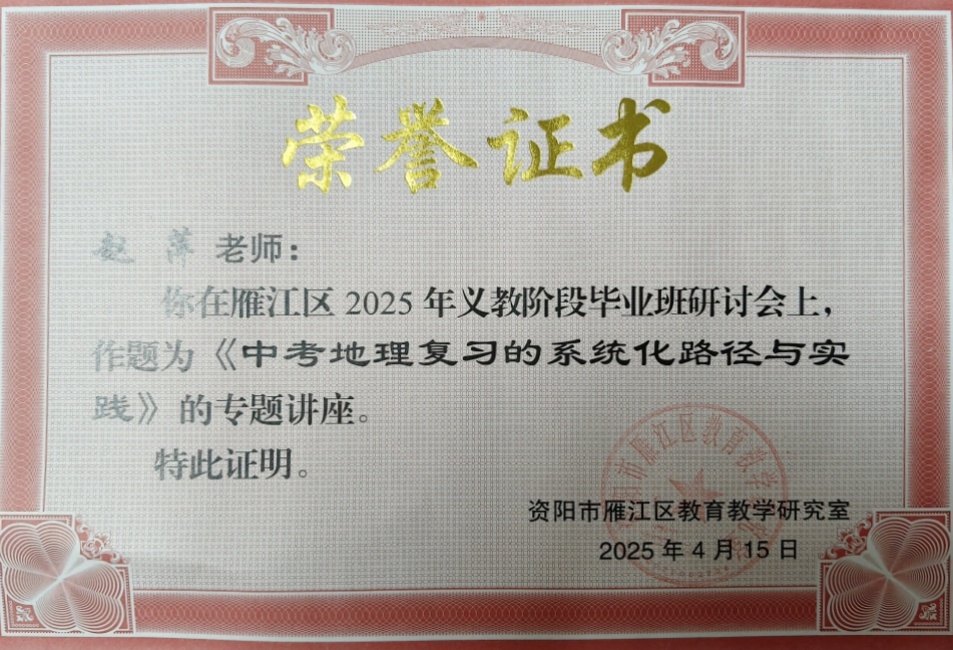 荣誉证书
赵 萍 老师：
你在雁江区 2025 年义教阶段毕业班研讨会上，
作题为《中考地理复习的系统化路径与实
践》的专题讲座。
特此证明。
资阳市雁江区教育教学研究室
2025 年 4 月 15 日